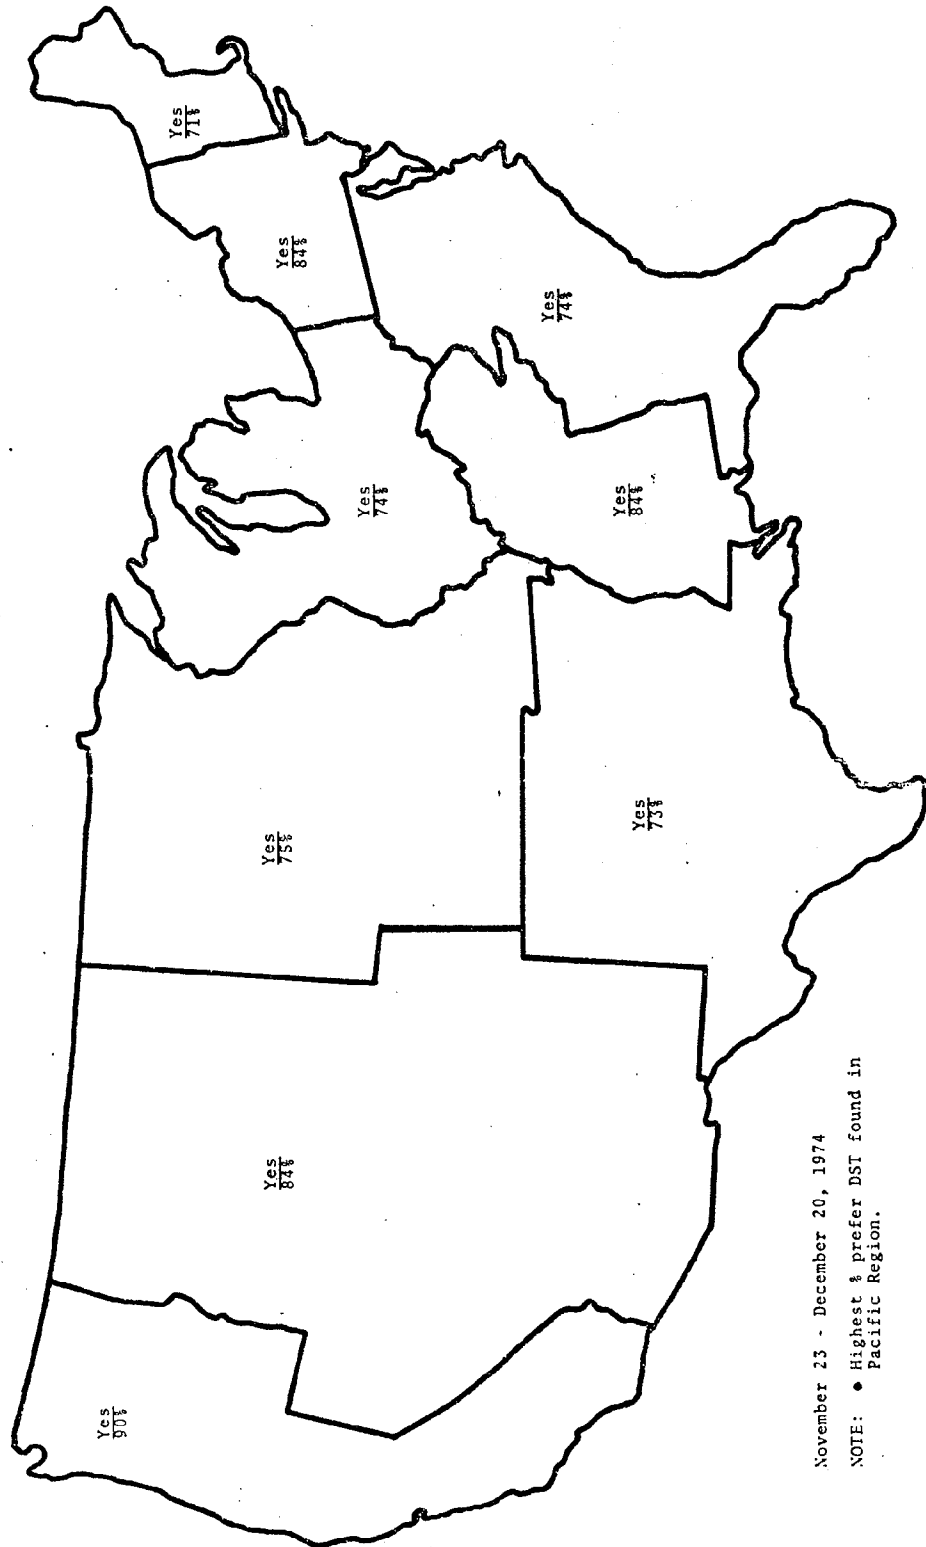 Yes
90%
Yes
84%
Yes
75%
Yes
73%
Yes
74%
Yes
84%
Yes
74%
Yes
84%
Yes
71%
November 23 - December 20, 1974
NOTE: ● Highest % prefer DST found in
Pacific Region.